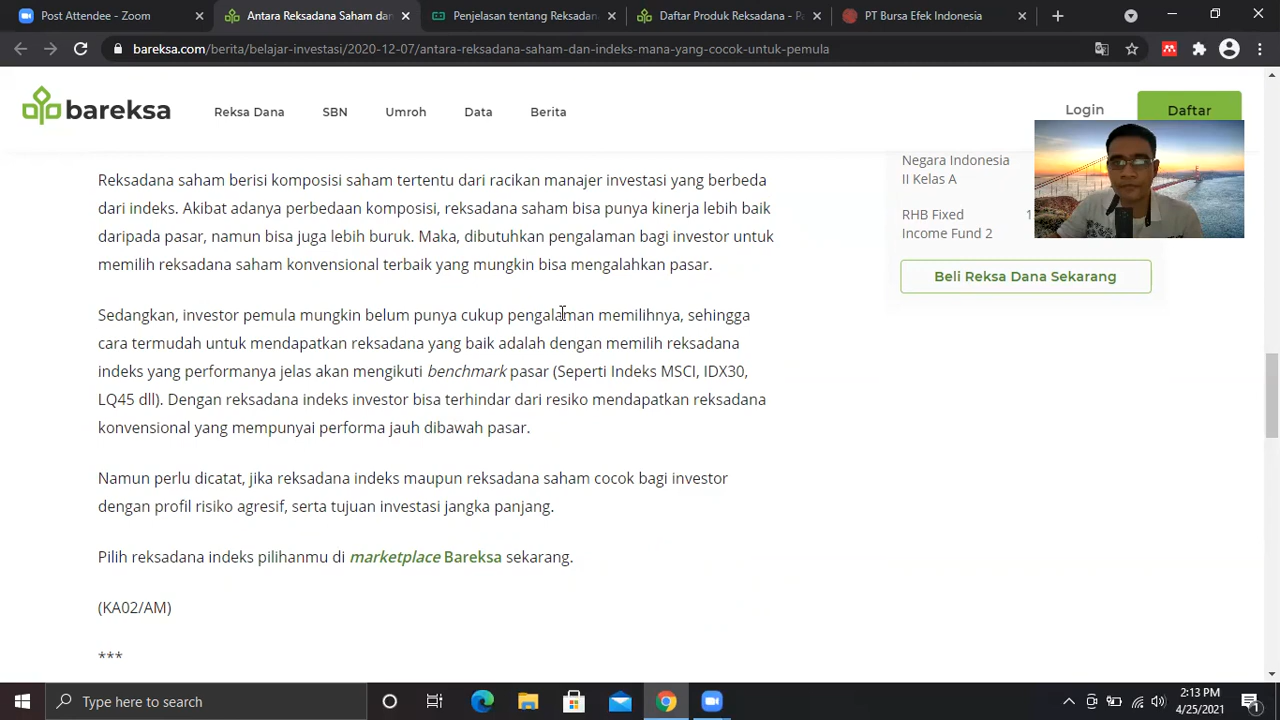 Post Attendee - Zoom
Antara Reksadana Saham dan
Penjelasan tentang Reksadan
Daftar Produk Reksadana - Pa
PT Bursa Efek Indonesia
bareksa.com/berita/belajar-investasi/2020-12-07/antara-reksadana-saham-dan-indeks-mana-yang-cocok-untuk-pemula
bareksa
Reksa Dana
SBN
Umroh
Data
Berita
Login
Daftar
Negara Indonesia
II Kelas A
RHB Fixed 1
Income Fund 2
Beli Reksa Dana Sekarang
Reksadana saham berisi komposisi saham tertentu dari racikan manajer investasi yang berbeda
dari indeks. Akibat adanya perbedaan komposisi, reksadana saham bisa punya kinerja lebih baik
daripada pasar, namun bisa juga lebih buruk. Maka, dibutuhkan pengalaman bagi investor untuk
memilih reksadana saham konvensional terbaik yang mungkin bisa mengalahkan pasar.
Sedangkan, investor pemula mungkin belum punya cukup pengalaman memilihnya, sehingga
cara termudah untuk mendapatkan reksadana yang baik adalah dengan memilih reksadana
indeks yang performanya jelas akan mengikuti benchmark pasar (Seperti Indeks MSCI, IDX30,
LQ45 dll). Dengan reksadana indeks investor bisa terhindar dari resiko mendapatkan reksadana
konvensional yang mempunyai performa jauh dibawah pasar.
Namun perlu dicatat, jika reksadana indeks maupun reksadana saham cocok bagi investor
dengan profil risiko agresif, serta tujuan investasi jangka panjang.
Pilih reksadana indeks pilihanmu di marketplace Bareksa sekarang.
(KA02/AM)
***
Type here to search
2:13 PM
4/25/2021
1